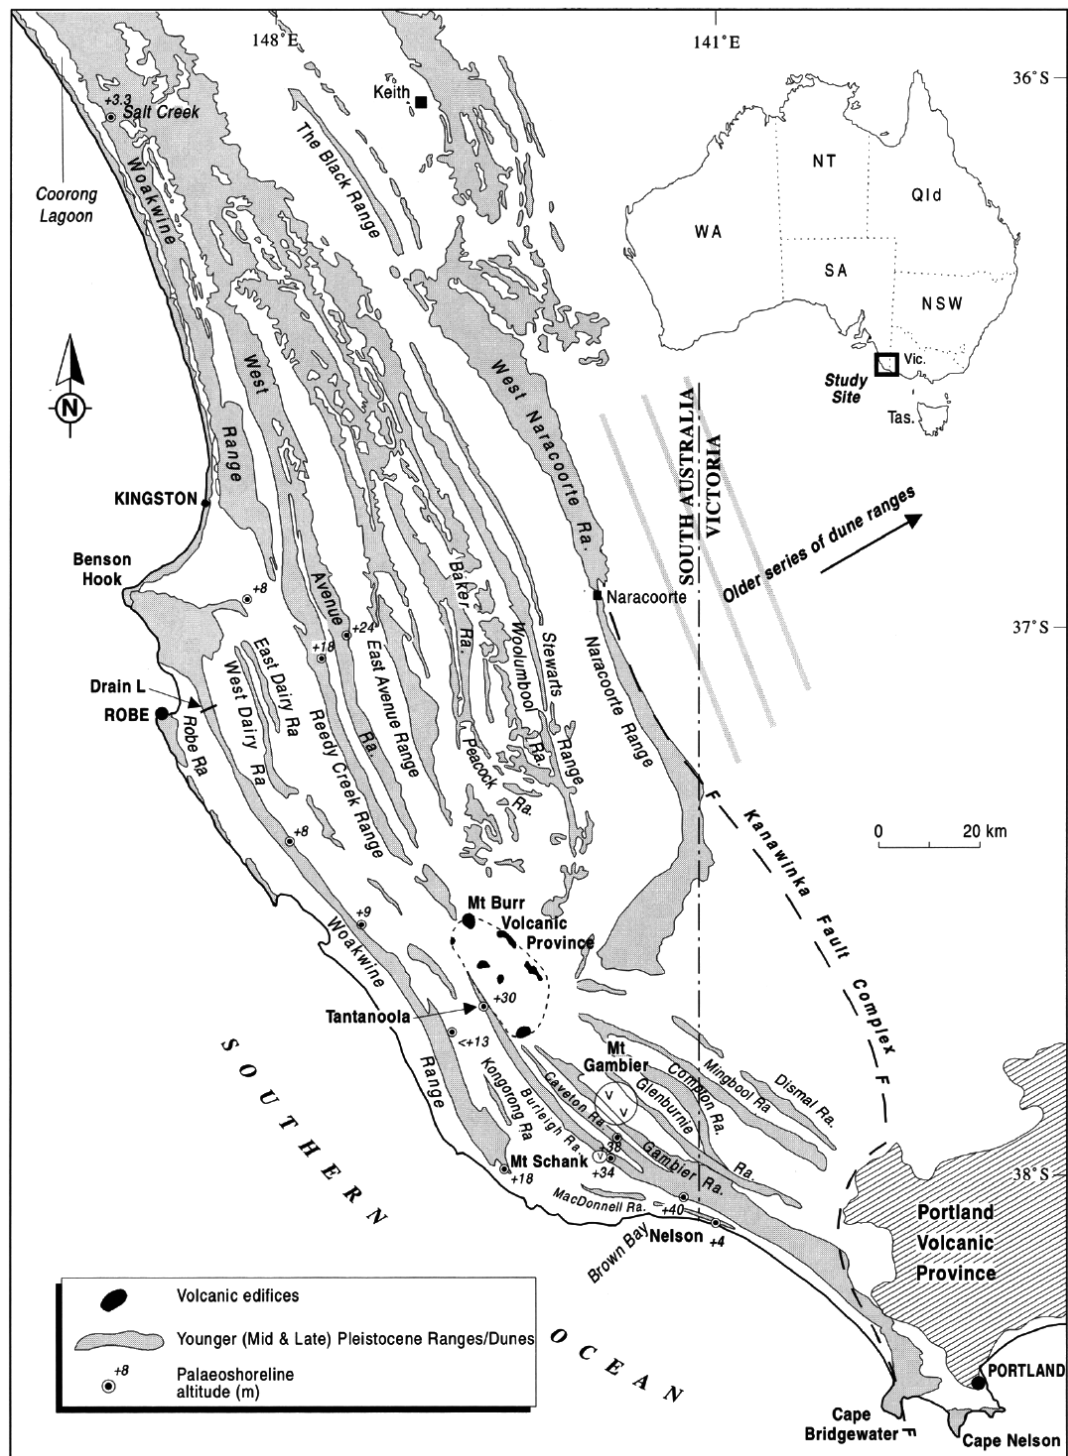 148˚E
141˚E
36˚S
Keith
+3.3
Salt Creek
Coorong
Lagoon
Woakwine
Range
The Black Range
NT
WA
Qld
SA
NSW
Vic.
Study
Site
Tas.
N
West
Avenue
Ra.
West Naracoorte Ra.
SOUTH AUSTRALIA
VICTORIA
Older series of dune ranges
KINGSTON
Benson
Hook
+8
Naracoorte
37˚S
+24
+18
Baker
Ra.
Woolumbool
Ra.
Stewarts
Range
East Avenue Range
Naracoorte Range
East Dairy Ra
West Dairy Ra
Drain L
ROBE
Robe Ra
Reedy Creek Range
Peacock
Ra.
F
Kanawinka Fault Complex
F
0 20 km
+8
Mt Burr
Volcanic
Province
+9
Woakwine
Range
Tantanoola
+30
<+13
Kongorong Ra
Mt
Gambier
V
V
Caveton Ra.
Burleigh Ra.
Glenburnie
Ra.
Compton Ra.
Mingbool Ra
Dismal Ra.
+38
Mt Schank
V
+34
Gambier Ra.
+18
MacDonnell Ra.
+40
Brown Bay
Nelson
+4
38˚S
Portland
Volcanic
Province
SOUTHERN
OCEAN
PORTLAND
Cape
Bridgewater
F
Cape Nelson
Volcanic edifices
Younger (Mid & Late) Pleistocene Ranges/Dunes
+8
Palaeoshoreline
altitude (m)